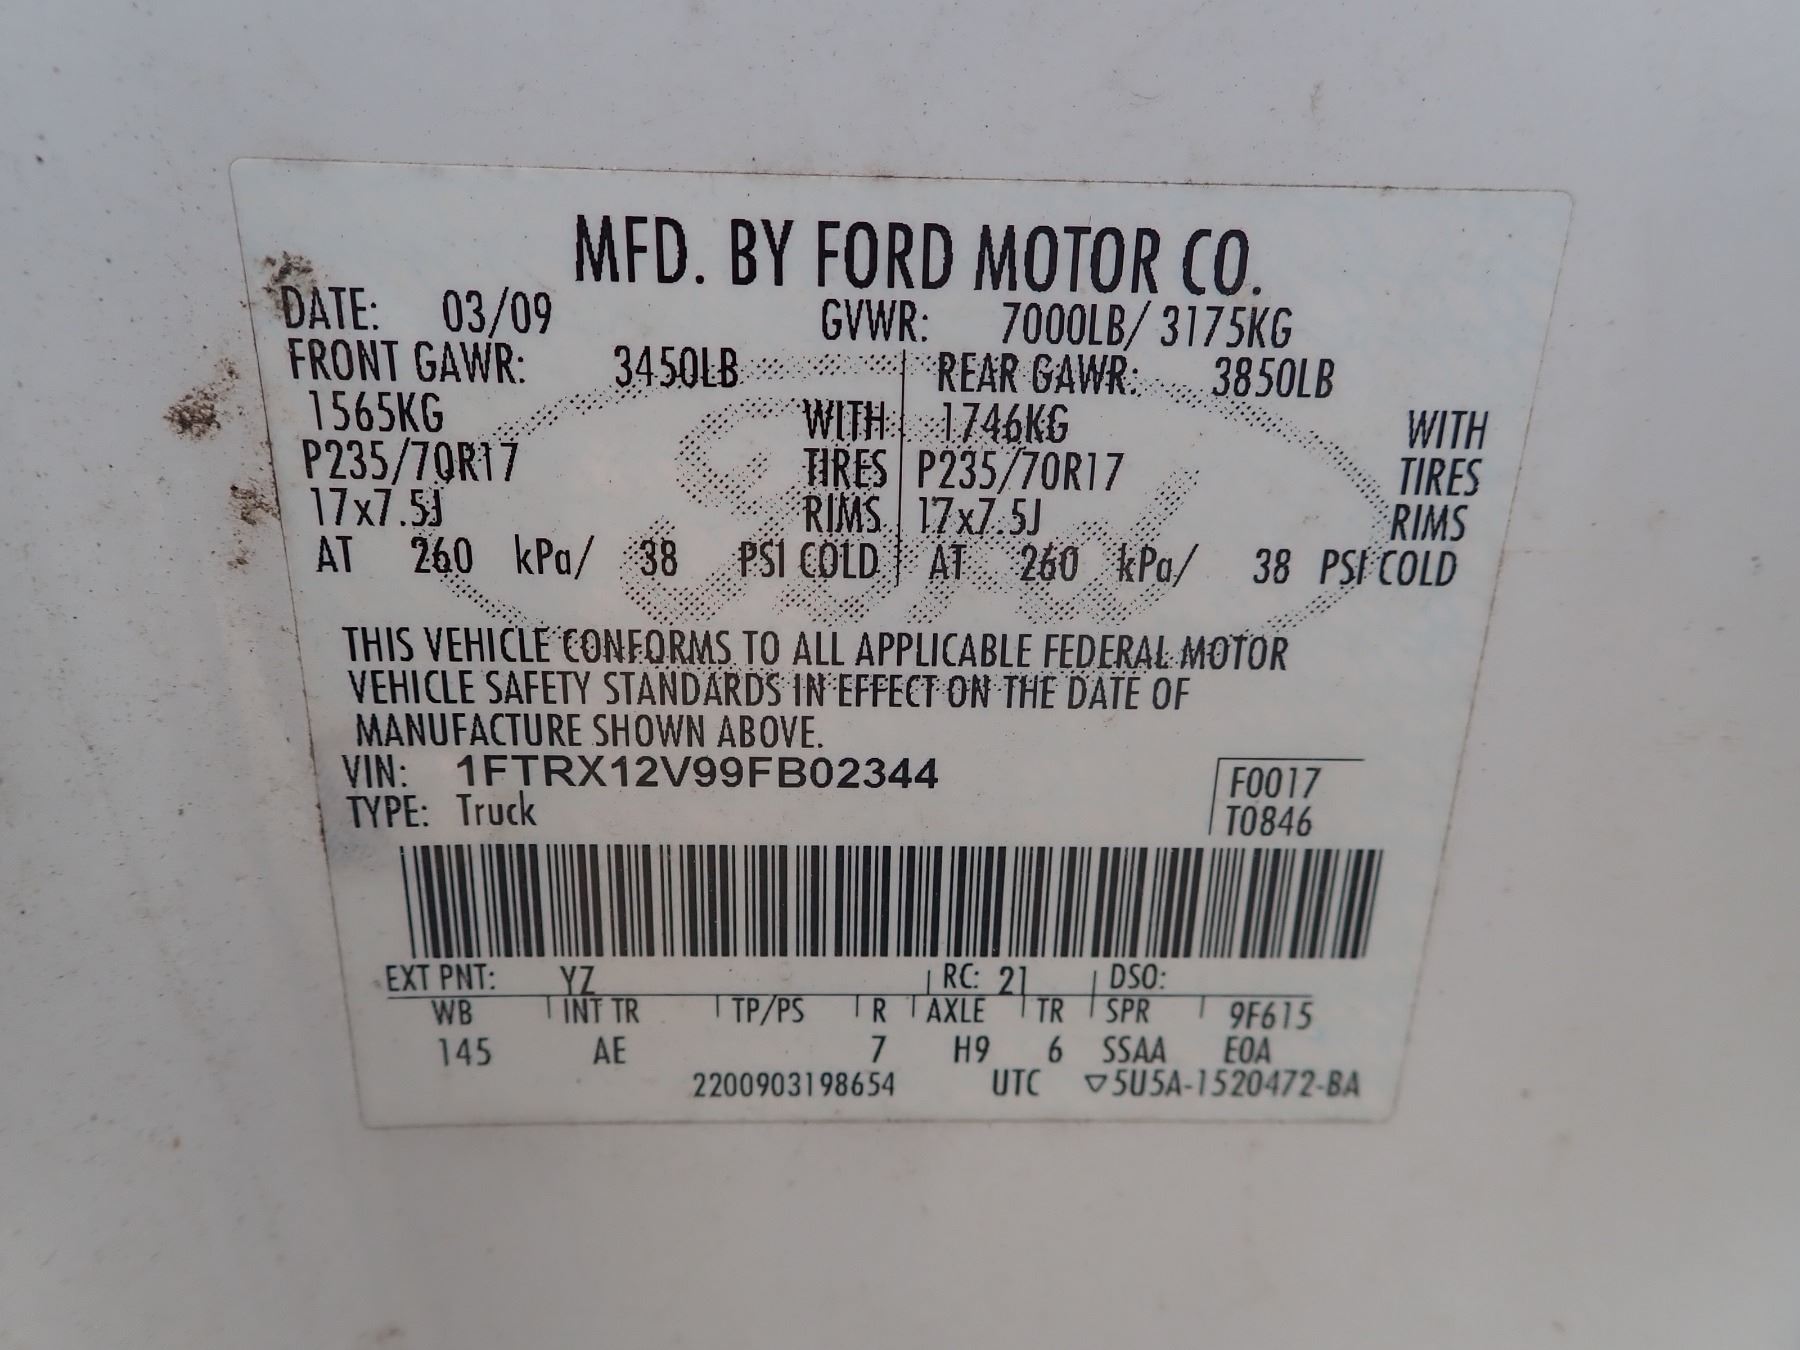 MFD. BY FORD MOTOR CO.
DATE: 03/09 GVWR: 7000LB/ 3175KG
FRONT GAWR: 3450LB REAR GAWR: 3850LB
1565KG WITH 1746KG WITH
P235/70R17 TIRES P235/70R17 TIRES
17x7.5J RIMS 17x7.5J RIMS
AT 260 kPa/ 38 PSI COLD AT 260 kPa/ 38 PSI COLD
THIS VEHICLE CONFORMS TO ALL APPLICABLE FEDERAL MOTOR
VEHICLE SAFETY STANDARDS IN EFFECT ON THE DATE OF
MANUFACTURE SHOWN ABOVE.
VIN: 1FTRX12V99FB02344 F0017
TYPE: Truck T0846
EXT PNT: YZ RC: 21 DSO:
WB INT TR TP/PS R AXLE TR SPR 9F615
145 AE 7 H9 6 SSAA E0A
2200903198654 UTC ▽5U5A-1520472-BA
Ford